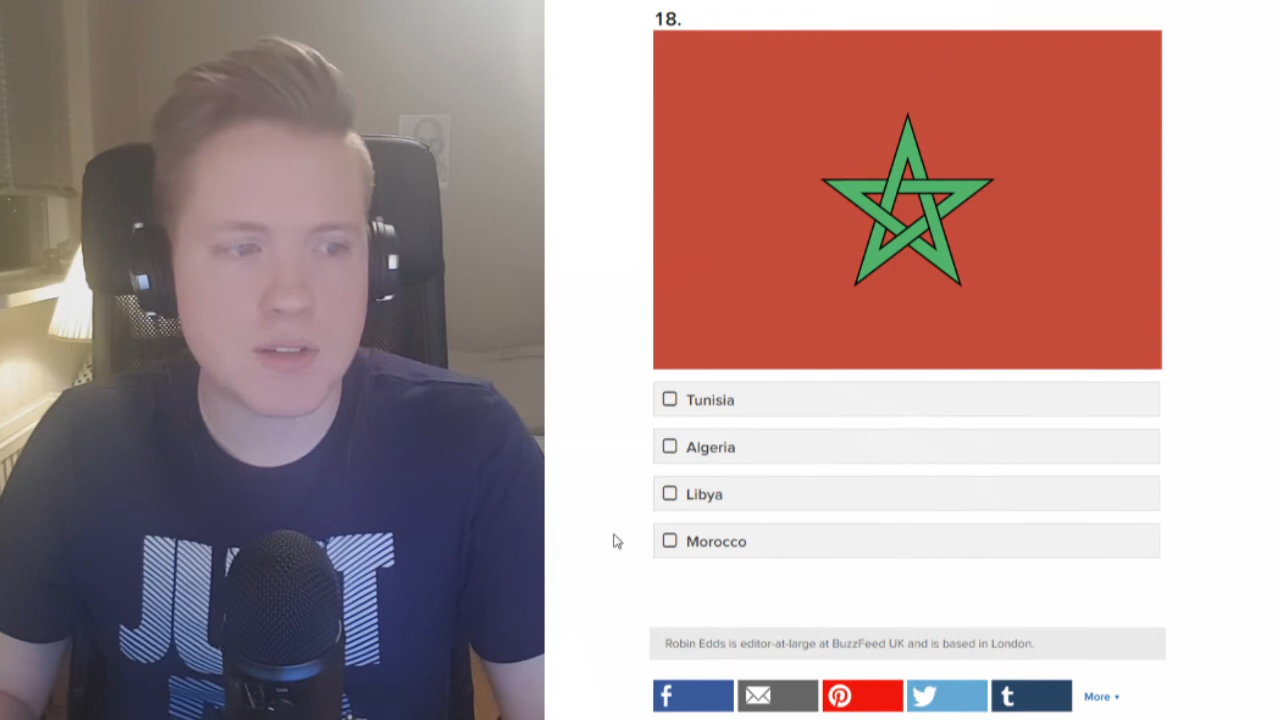 18.
Tunisia
Algeria
Libya
Morocco
Robin Edds is editor-at-large at BuzzFeed UK and is based in London.
More
JUST